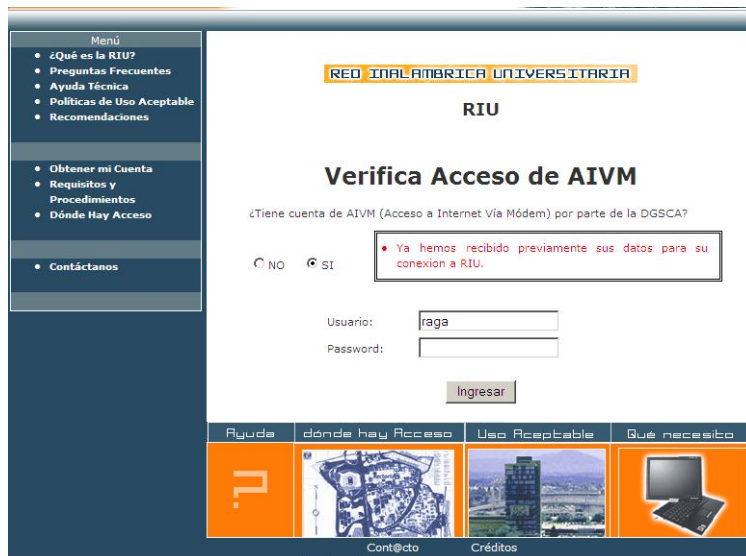 Menú
¿Qué es la RIU?
Preguntas Frecuentes
Ayuda Técnica
Políticas de Uso Aceptable
Recomendaciones
Obtener mi Cuenta
Requisitos y
Procedimientos
Dónde Hay Acceso
Contáctanos
RED INALAMBRICA UNIVERSITARIA
RIU
Verifica Acceso de AIVM
¿Tiene cuenta de AIVM (Acceso a Internet Vía Módem) por parte de la DGSCA?
NO SI
Ya hemos recibido previamente sus datos para su
conexion a RIU.
Usuario: raga
Password:
Ingresar
Ayuda dónde hay Acceso Uso Aceptable Qué necesito
?
Cont@cto Créditos